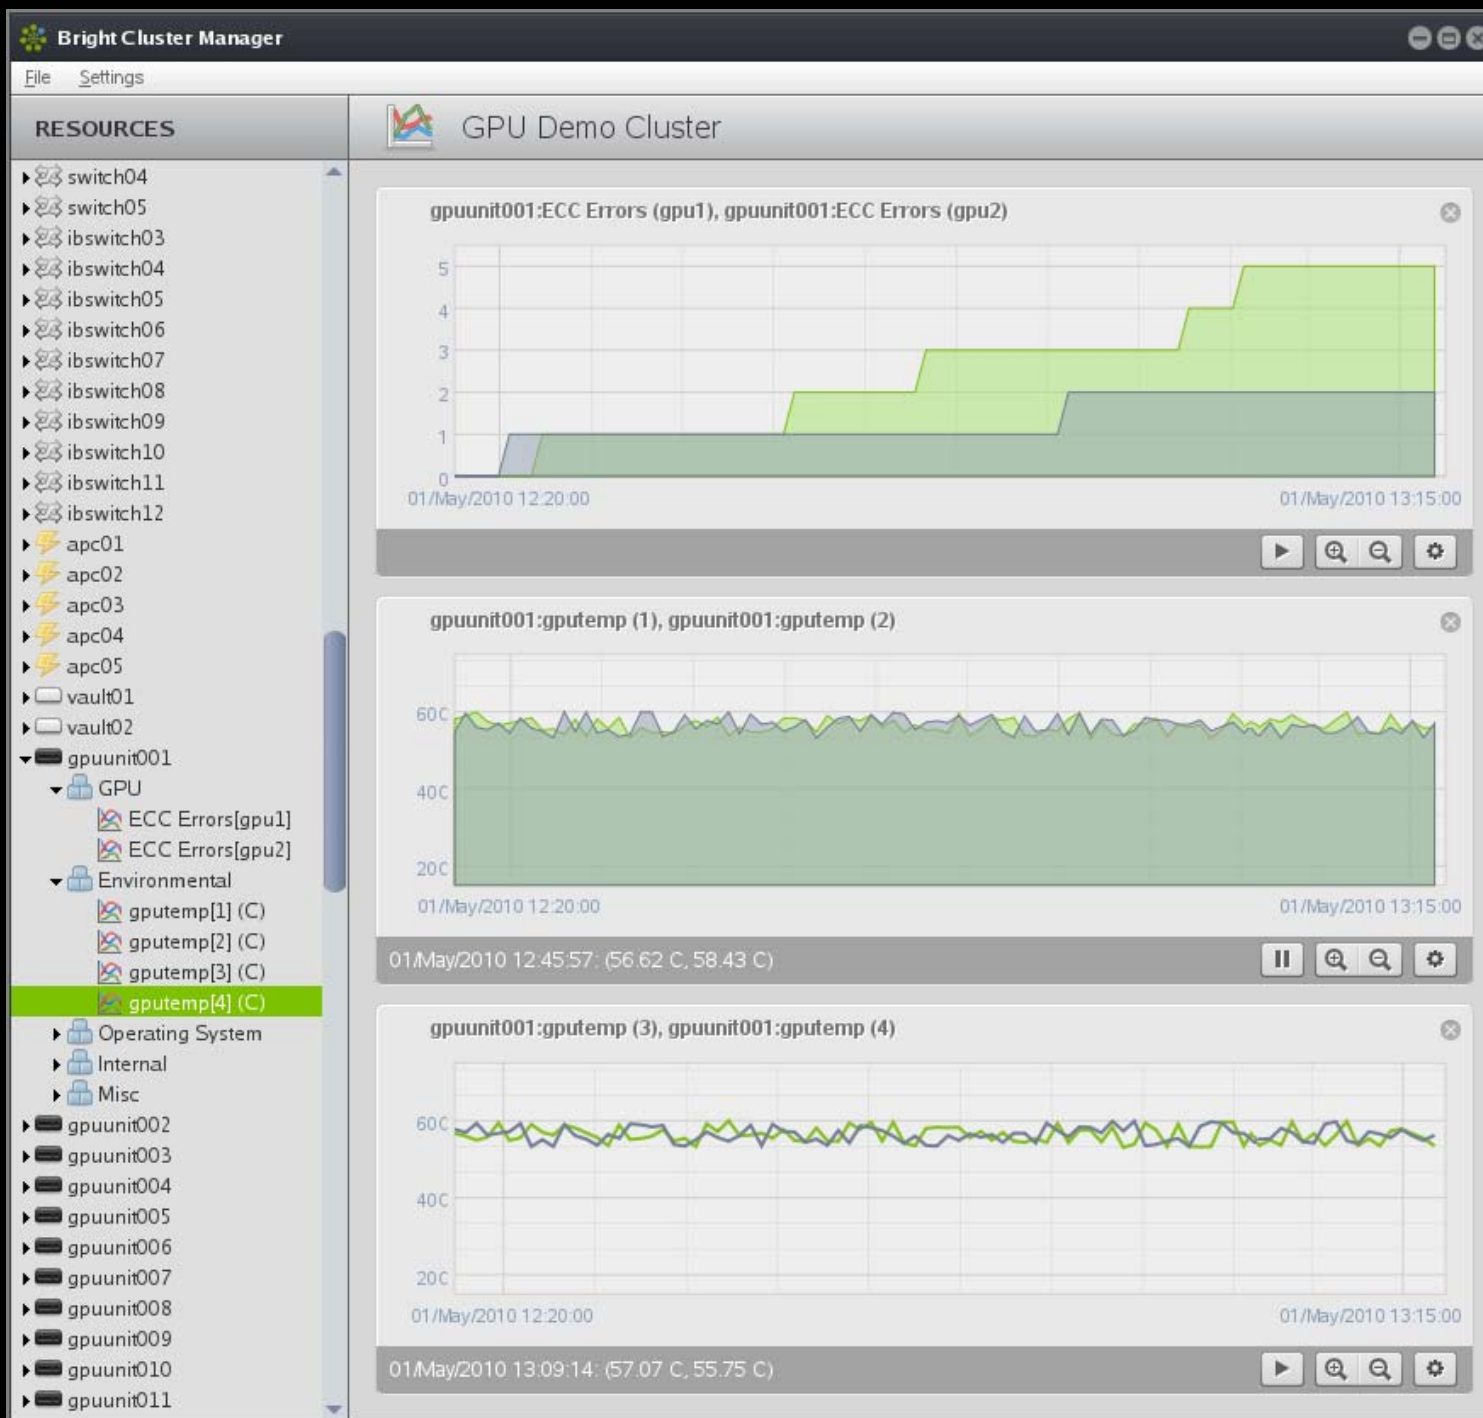 Bright Cluster Manager
File Settings
RESOURCES
switch04
switch05
ibswitch03
ibswitch04
ibswitch05
ibswitch06
ibswitch07
ibswitch08
ibswitch09
ibswitch10
ibswitch11
ibswitch12
apc01
apc02
apc03
apc04
apc05
vault01
vault02
gpuunit001
GPU
ECC Errors[gpu1]
ECC Errors[gpu2]
Environmental
gputemp[1] (C)
gputemp[2] (C)
gputemp[3] (C)
gputemp[4] (C)
Operating System
Internal
Misc
gpuunit002
gpuunit003
gpuunit004
gpuunit005
gpuunit006
gpuunit007
gpuunit008
gpuunit009
gpuunit010
gpuunit011
GPU Demo Cluster
gpuunit001:ECC Errors (gpu1), gpuunit001:ECC Errors (gpu2)
5
4
3
2
1
0
01/May/2010 12:20:00 01/May/2010 13:15:00
gpuunit001:gputemp (1), gpuunit001:gputemp (2)
60C
40C
20C
01/May/2010 12:20:00 01/May/2010 13:15:00
01/May/2010 12:45:57: (56.62 C, 58.43 C)
gpuunit001:gputemp (3), gpuunit001:gputemp (4)
60C
40C
20C
01/May/2010 12:20:00 01/May/2010 13:15:00
01/May/2010 13:09:14: (57.07 C, 55.75 C)